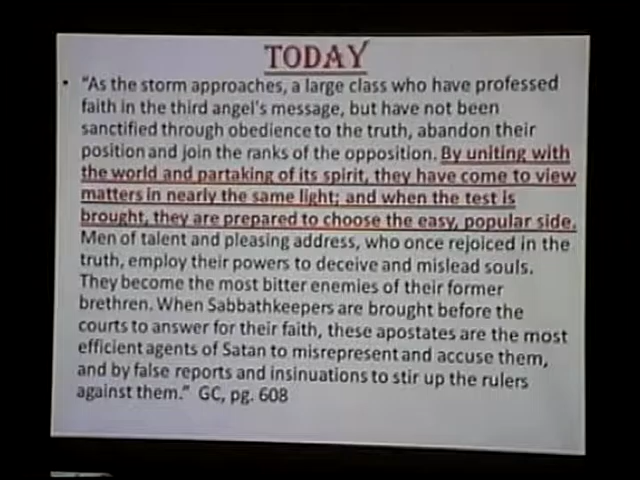 TODAY
• “As the storm approaches, a large class who have professed
faith in the third angel's message, but have not been
sanctified through obedience to the truth, abandon their
position and join the ranks of the opposition. By uniting with
the world and partaking of its spirit, they have come to view
matters in nearly the same light; and when the test is
brought, they are prepared to choose the easy, popular side.
Men of talent and pleasing address, who once rejoiced in the
truth, employ their powers to deceive and mislead souls.
They become the most bitter enemies of their former
brethren. When Sabbathkeepers are brought before the
courts to answer for their faith, these apostates are the most
efficient agents of Satan to misrepresent and accuse them,
and by false reports and insinuations to stir up the rulers
against them.” GC, pg. 608